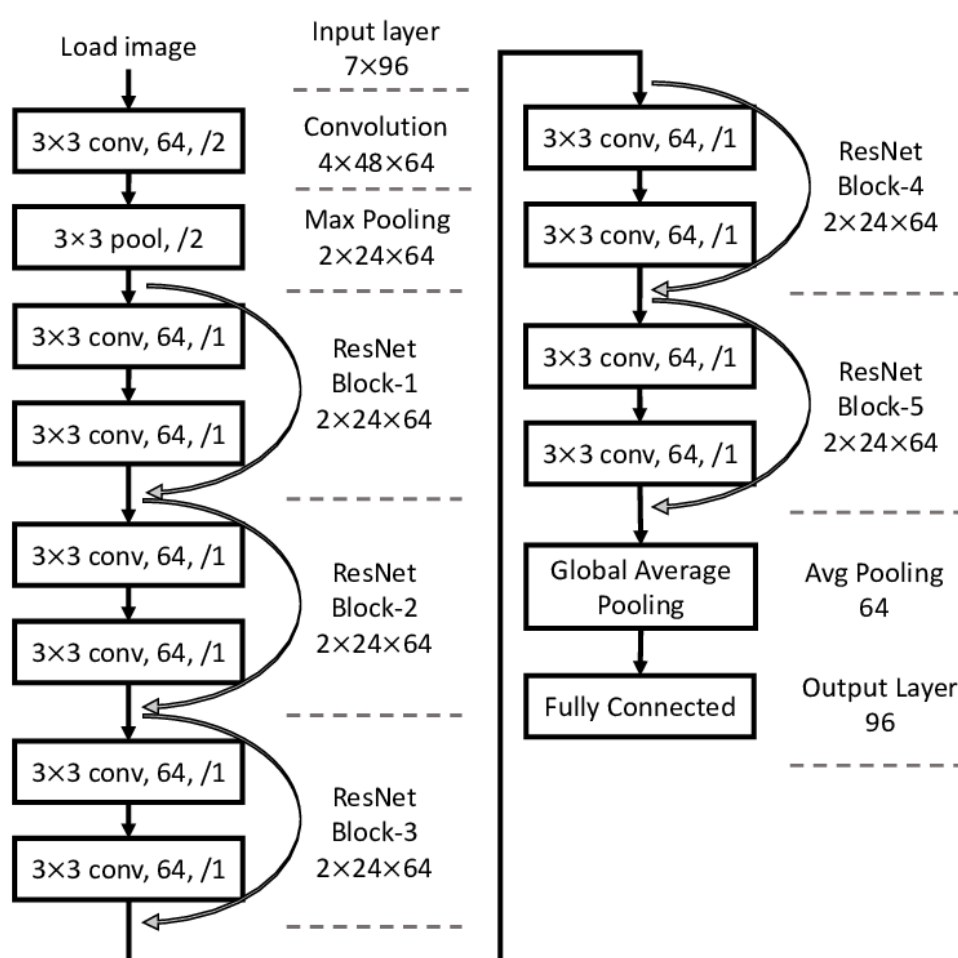 Load image
Input layer
7×96
3×3 conv, 64, /2
Convolution
4×48×64
3×3 pool, /2
Max Pooling
2×24×64
3×3 conv, 64, /1
3×3 conv, 64, /1
ResNet
Block-1
2×24×64
3×3 conv, 64, /1
3×3 conv, 64, /1
ResNet
Block-2
2×24×64
3×3 conv, 64, /1
3×3 conv, 64, /1
ResNet
Block-3
2×24×64
3×3 conv, 64, /1
3×3 conv, 64, /1
ResNet
Block-4
2×24×64
3×3 conv, 64, /1
3×3 conv, 64, /1
ResNet
Block-5
2×24×64
Global Average
Pooling
Avg Pooling
64
Fully Connected
Output Layer
96